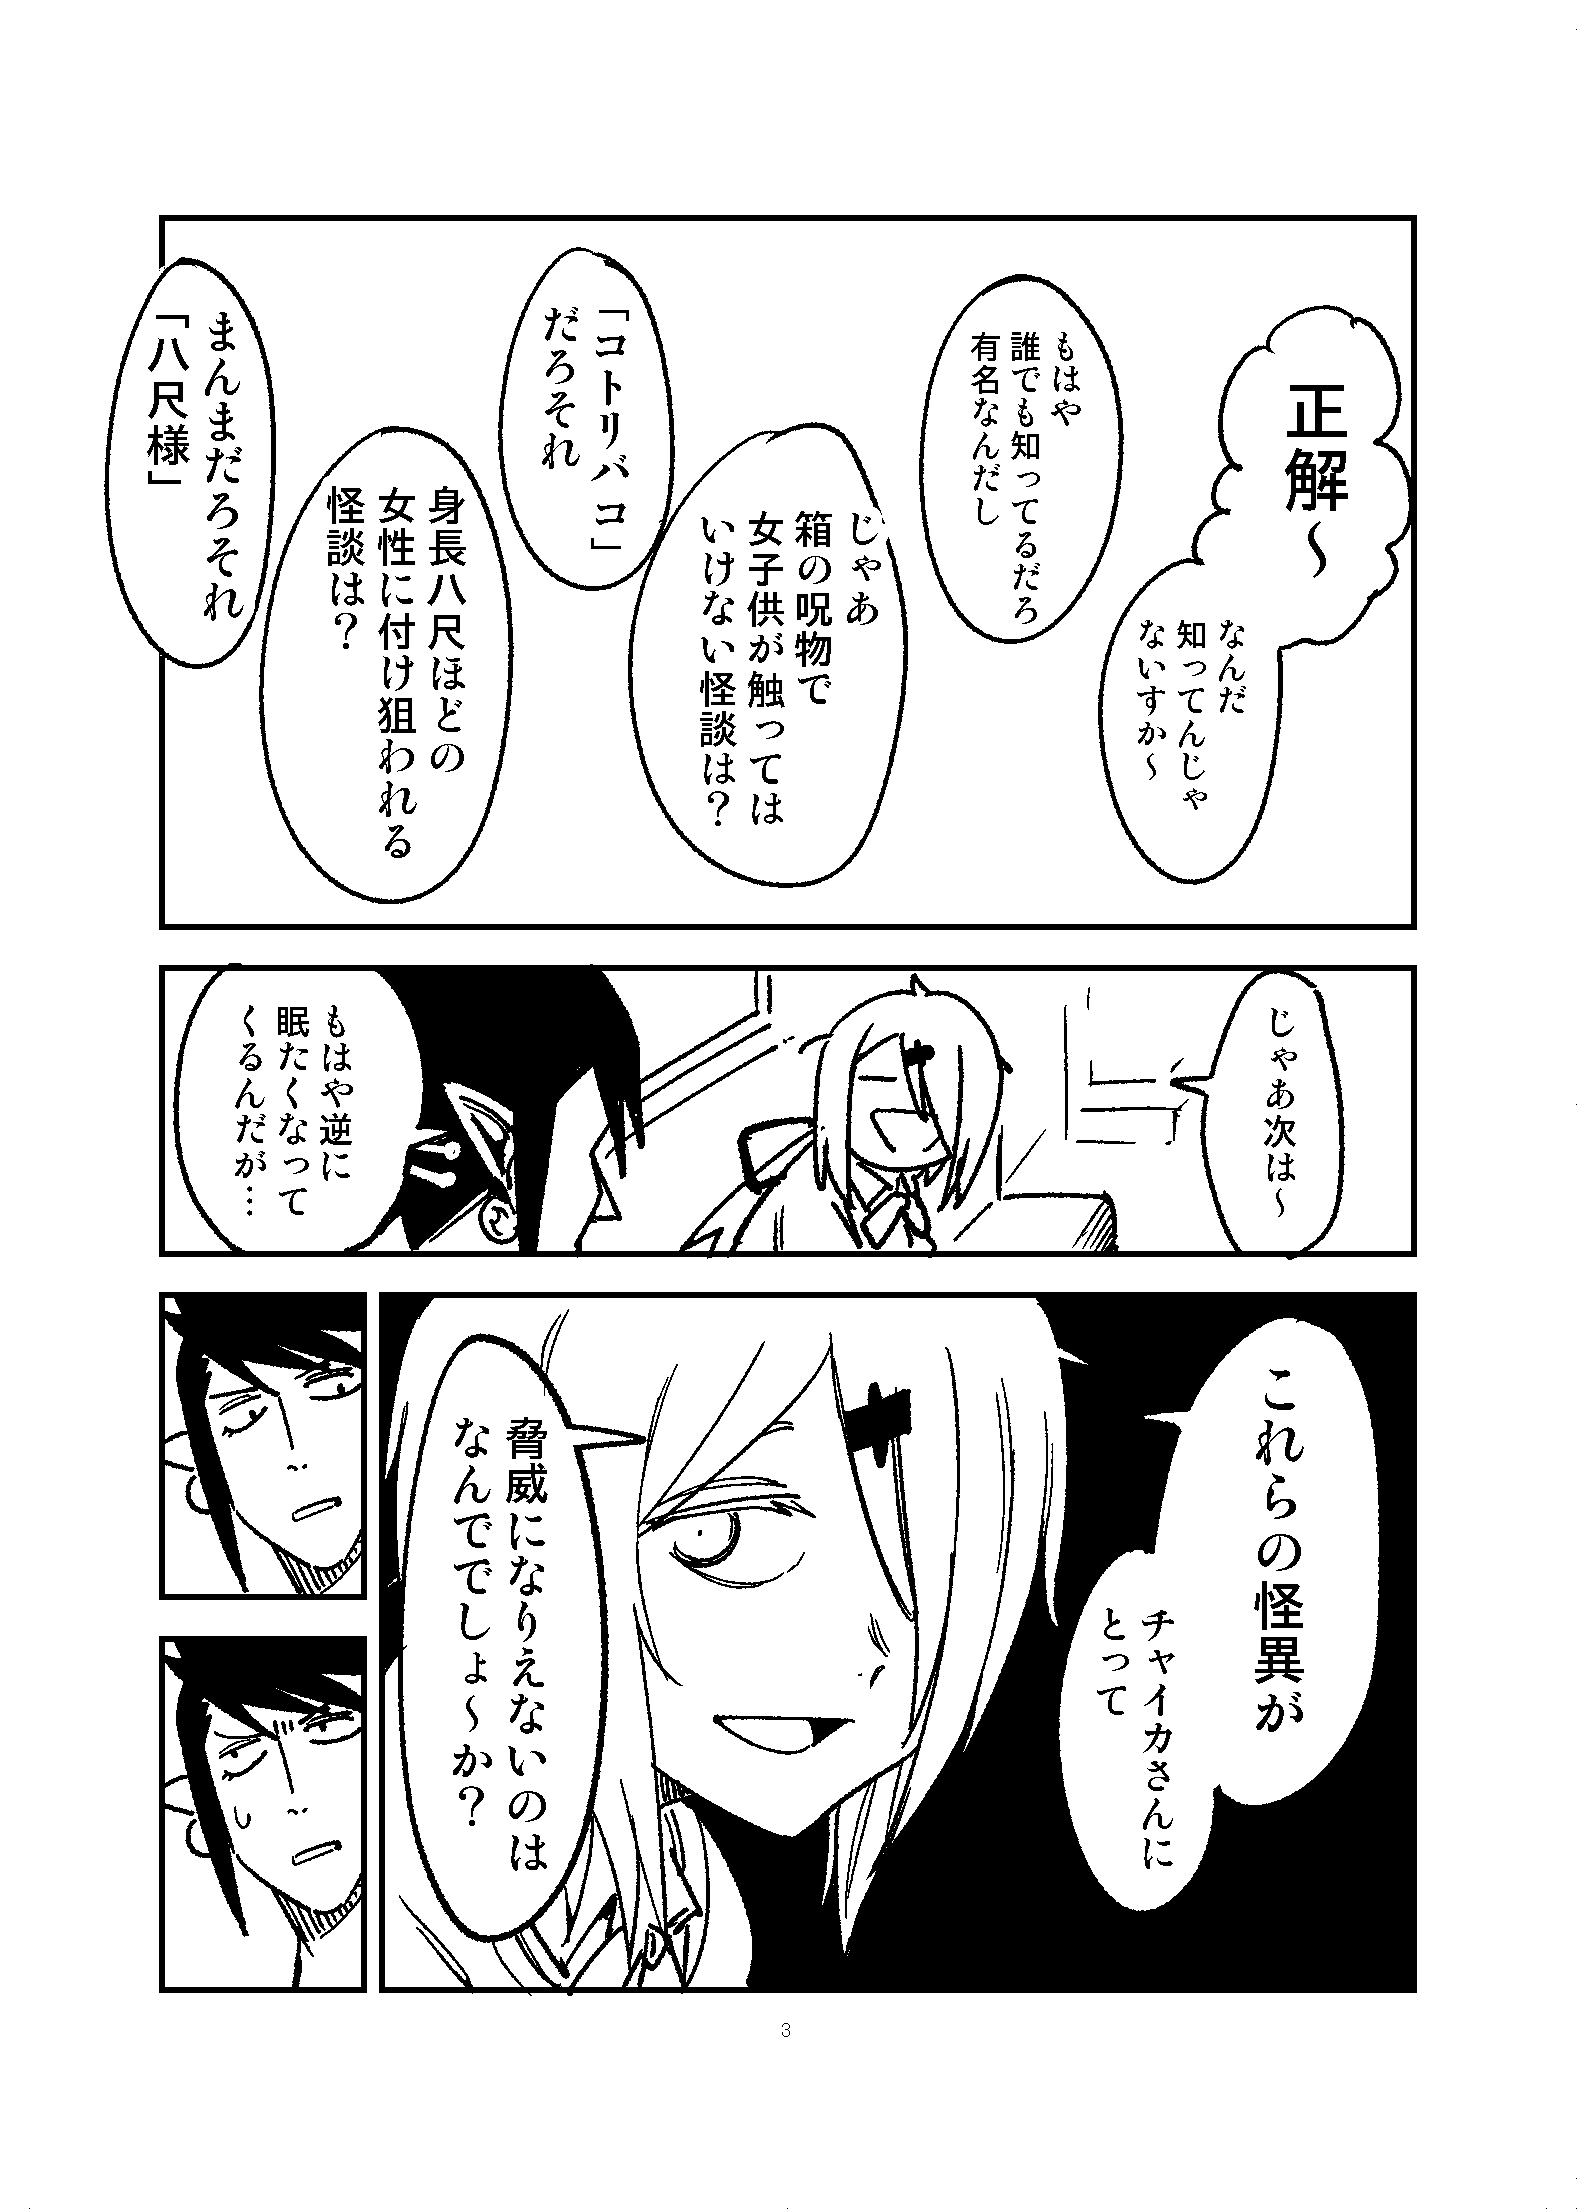 正解～
なんだ
知ってんじゃ
ないすか～
もはや
誰でも知ってるだろ
有名なんだし
じゃあ
箱の呪物で
女子供が触っては
いけない怪談は？
「コトリバコ」
だろそれ
身長八尺ほどの
女性に付け狙われる
怪談は？
まんまだろそれ
「八尺様」
じゃあ次は～
もはや逆に
眠たくなって
くるんだが…
これらの怪異が
チャイカさんに
とって
脅威になりえないのは
なんででしょ～か？
3